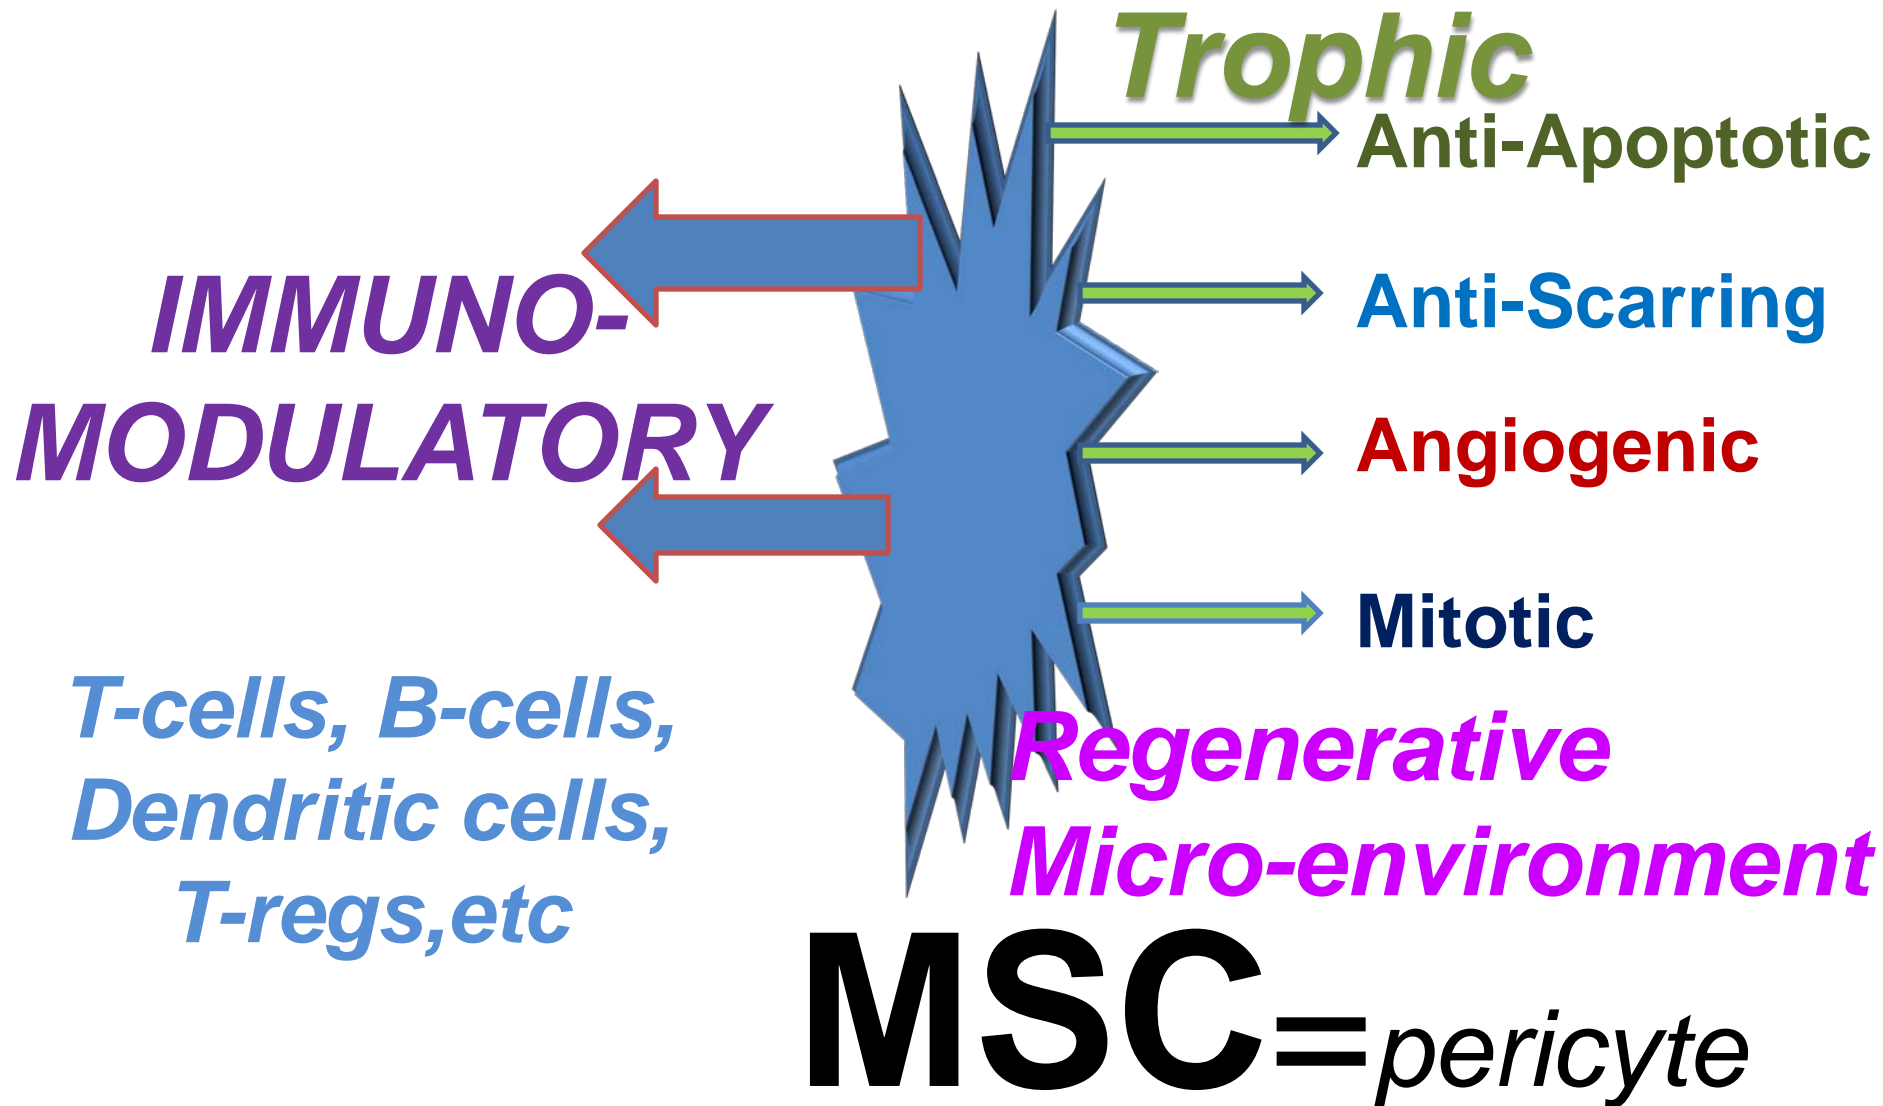 Trophic
Anti-Apoptotic
Anti-Scarring
Angiogenic
Mitotic
IMMUNO-
MODULATORY
T-cells, B-cells,
Dendritic cells,
T-regs,etc
Regenerative
Micro-environment
MSC=pericyte